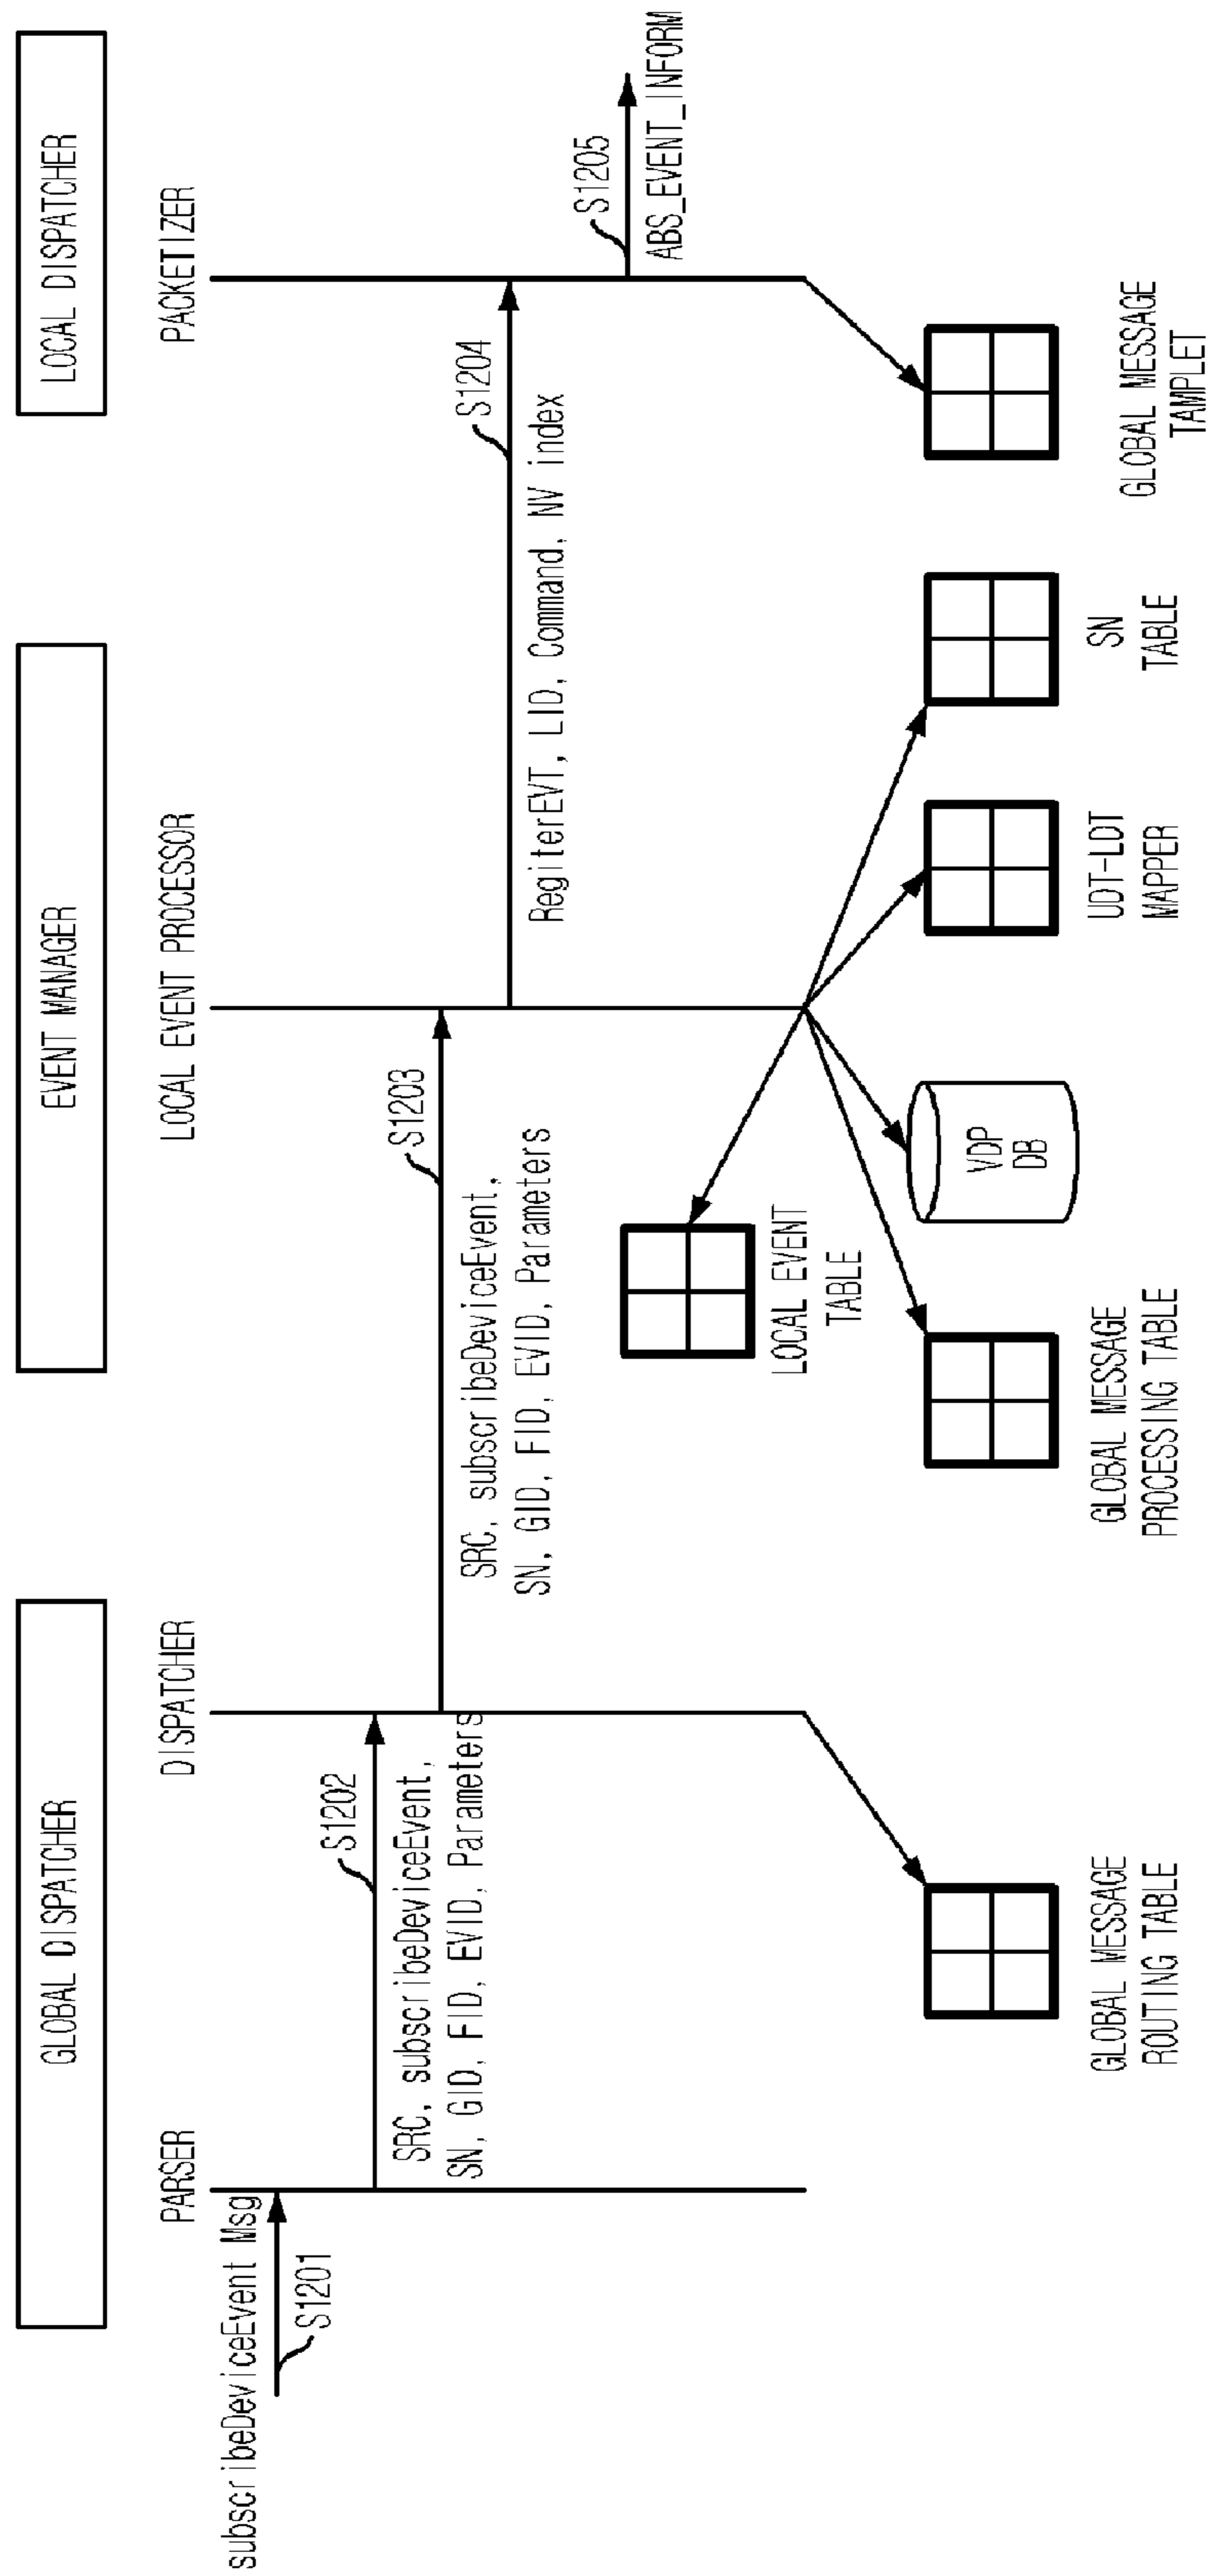 GLOBAL DISPATCHER
EVENT MANAGER
LOCAL DISPATCHER
PARSER
DISPATCHER
LOCAL EVENT PROCESSOR
PACKETIZER
subscribeDeviceEvent Msg
S1201
S1202
SRC, subscribeDeviceEvent,
SN, GID, FID, EVID, Parameters
S1203
SRC, subscribeDeviceEvent,
SN, GID, FID, EVID, Parameters
S1204
RegiterEVT, LID, Command, NV index
S1205
ABS_EVENT_INFORM
LOCAL EVENT
TABLE
GLOBAL MESSAGE
ROUTING TABLE
GLOBAL MESSAGE
PROCESSING TABLE
VDP
DB
UDT-LDT
MAPPER
SN
TABLE
GLOBAL MESSAGE
TAMPLET